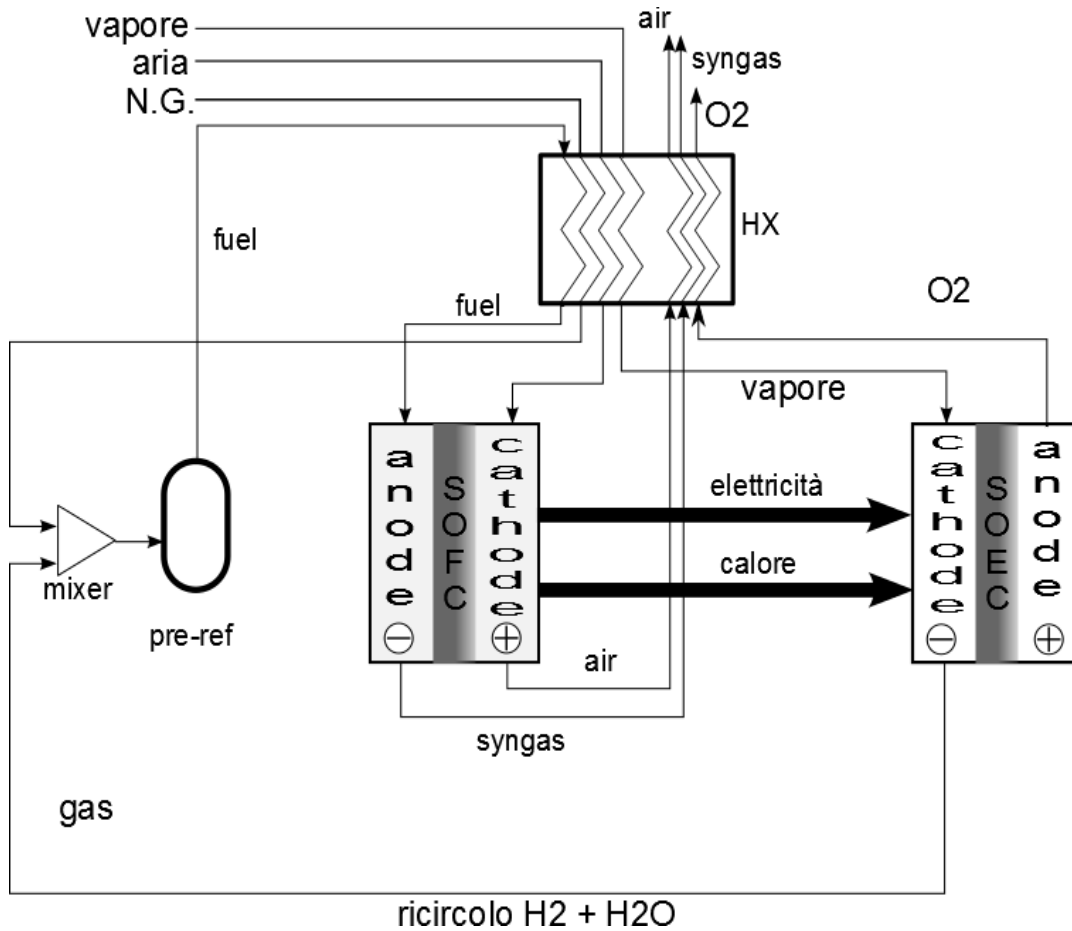 vapore
aria
N.G.
air
syngas
O2
HX
fuel
fuel
O2
vapore
anode
SOFC
cathode
elettricità
calore
cathode
SOEC
anode
mixer
pre-ref
air
syngas
gas
ricircolo H2 + H2O